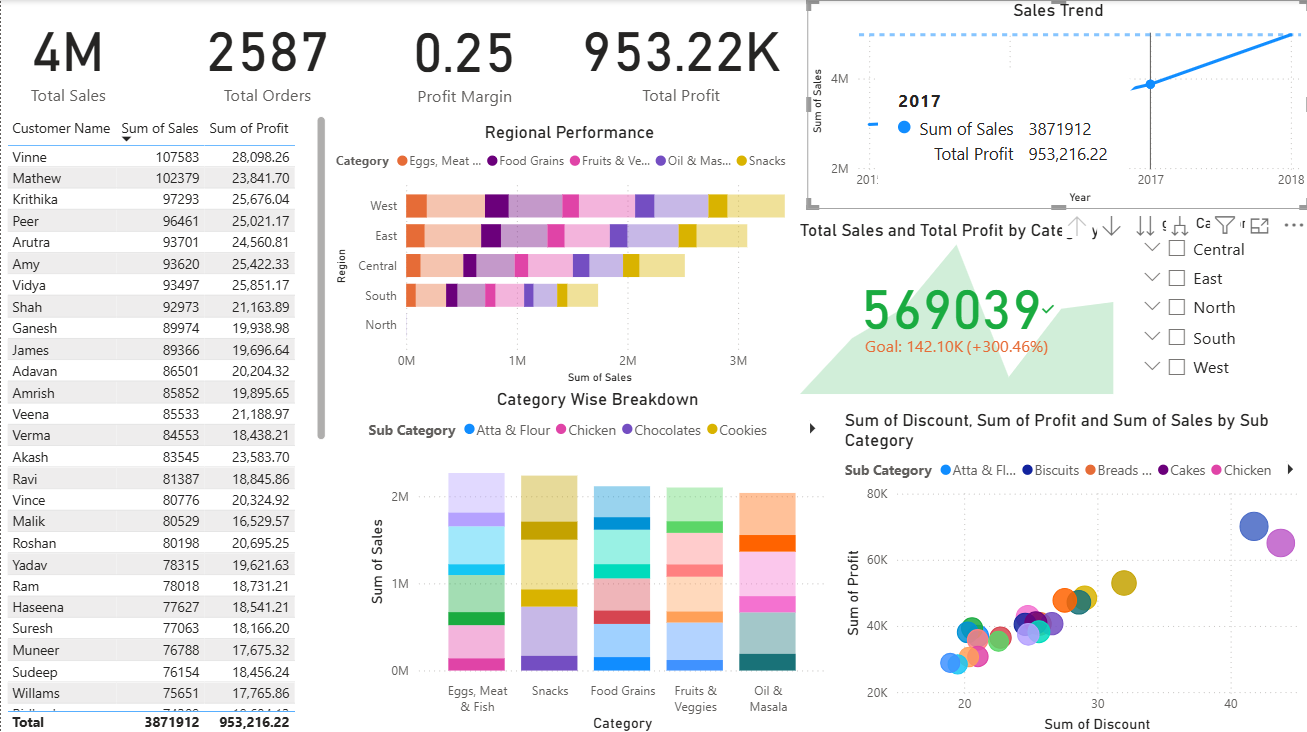 4M
Total Sales
2587
Total Orders
0.25
Profit Margin
953.22K
Total Profit
Customer Name Sum of Sales Sum of Profit
Vinne 107583 28,098.26
Mathew 102379 23,841.70
Krithika 97293 25,676.04
Peer 96461 25,021.17
Arutra 93701 24,560.81
Amy 93620 25,422.33
Vidya 93497 25,851.17
Shah 92973 21,163.89
Ganesh 89974 19,938.98
James 89366 19,696.64
Adavan 86501 20,204.32
Amrish 85852 19,895.65
Veena 85533 21,188.97
Verma 84553 18,438.21
Akash 83545 23,583.70
Ravi 81387 18,845.86
Vince 80776 20,324.92
Malik 80529 16,529.57
Roshan 80198 20,695.25
Yadav 78315 19,621.63
Ram 78018 18,731.21
Haseena 77627 18,541.21
Suresh 77063 18,166.20
Muneer 76788 17,675.32
Sudeep 76154 18,456.24
Willams 75651 17,765.86
Total 3871912 953,216.22
Regional Performance
Category Eggs, Meat ... Food Grains Fruits & Ve... Oil & Mas... Snacks
Region
West
East
Central
South
North
0M 1M 2M 3M
Sum of Sales
Category Wise Breakdown
Sub Category Atta & Flour Chicken Chocolates Cookies
Sum of Sales
2M
1M
0M
Eggs, Meat & Fish
Snacks
Food Grains
Fruits & Veggies
Oil & Masala
Category
Sales Trend
Sum of Sales
4M
2M
2017
Sum of Sales 3871912
Total Profit 953,216.22
201 2017 2018
Year
Total Sales and Total Profit by Cate
569039
Goal: 142.10K (+300.46%)
Central
East
North
South
West
Sum of Discount, Sum of Profit and Sum of Sales by Sub
Category
Sub Category Atta & Fl... Biscuits Breads ... Cakes Chicken
Sum of Profit
80K
60K
40K
20K
20 30 40
Sum of Discount